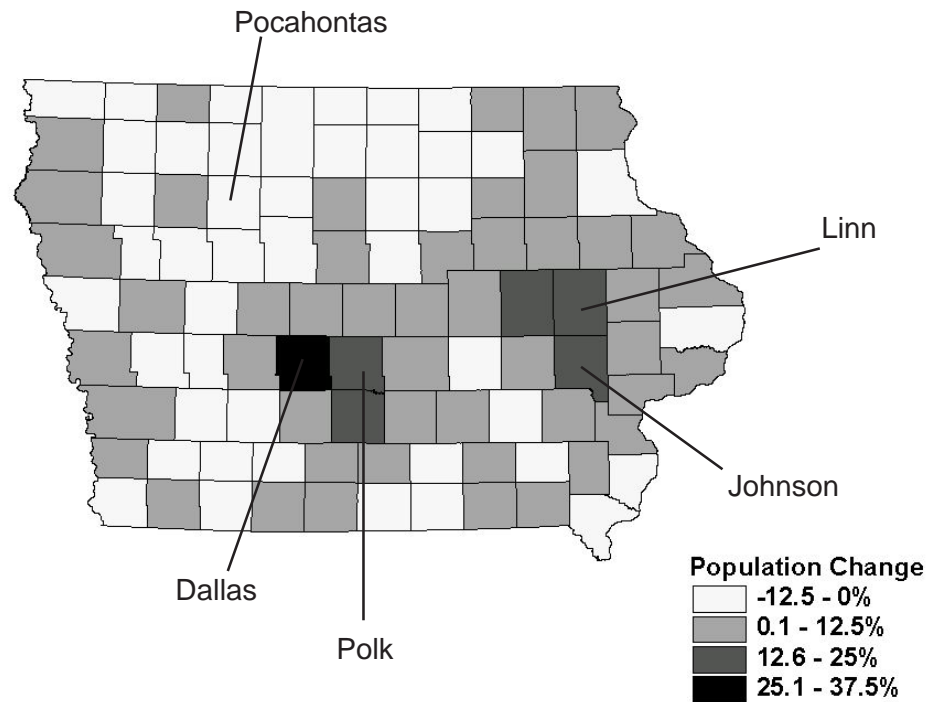 Pocahontas
Linn
Johnson
Dallas
Polk
Population Change
-12.5 - 0%
0.1 - 12.5%
12.6 - 25%
25.1 - 37.5%